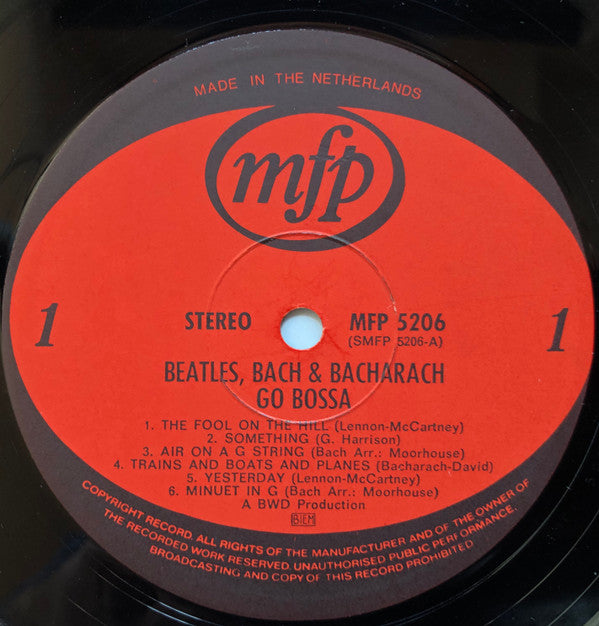 MADE IN THE NETHERLANDS
mfp
1 1
STEREO MFP 5206
(SMFP 5206-A)
BEATLES, BACH & BACHARACH
GO BOSSA
1. THE FOOL ON THE HILL (Lennon-McCartney)
2. SOMETHING (G. Harrison)
3. AIR ON A G STRING (Bach Arr.: Moorhouse)
4. TRAINS AND BOATS AND PLANES (Bacharach-David)
5. YESTERDAY (Lennon-McCartney)
6. MINUET IN G (Bach Arr.: Moorhouse)
A BWD Production
BIEM
COPYRIGHT RECORD. ALL RIGHTS OF THE MANUFACTURER AND OF THE OWNER OF
THE RECORDED WORK RESERVED. UNAUTHORISED PUBLIC PERFORMANCE,
BROADCASTING AND COPY OF THIS RECORD PROHIBITED